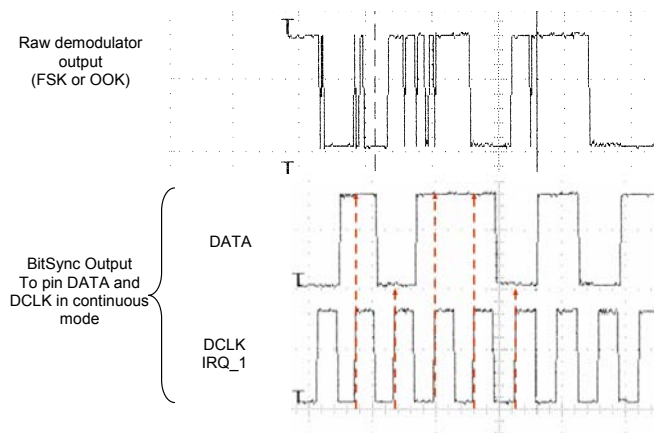 Raw demodulator
output
(FSK or OOK)
BitSync Output
To pin DATA and
DCLK in continuous
mode
DATA
DCLK
IRQ_1